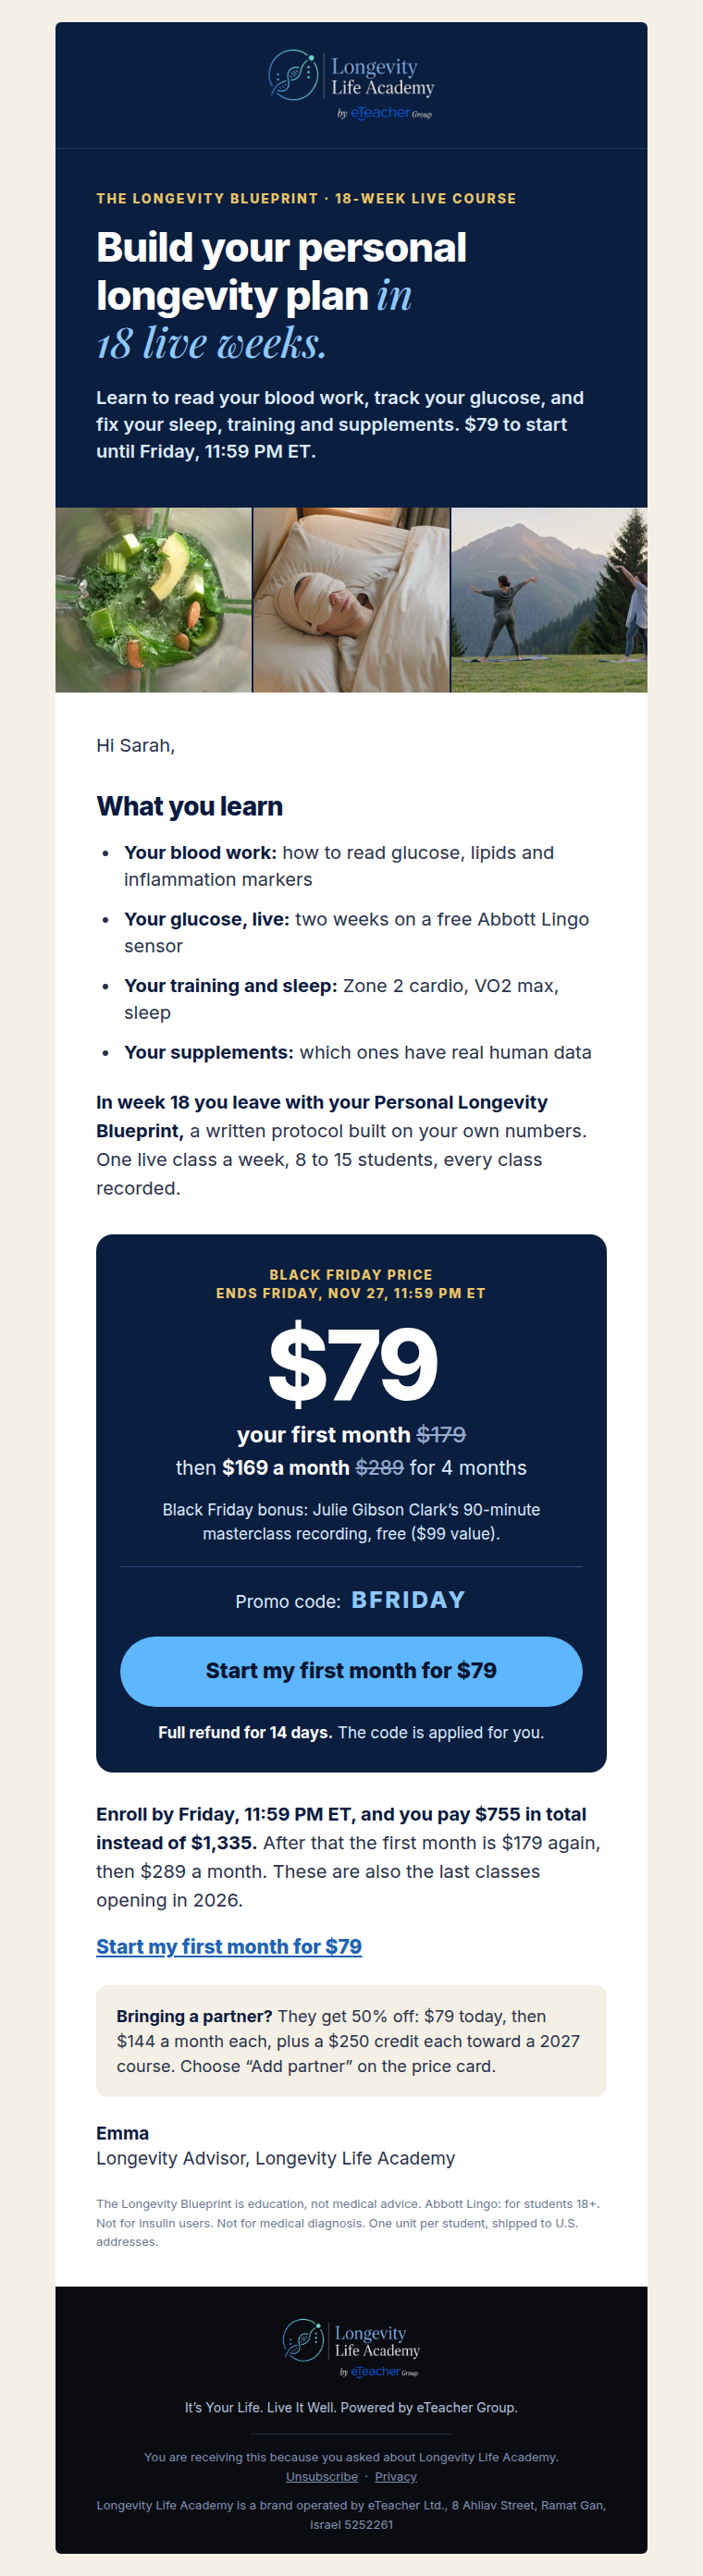 Longevity
Life Academy
by eTeacher Group
THE LONGEVITY BLUEPRINT · 18-WEEK LIVE COURSE
Build your personal
longevity plan in
18 live weeks.
Learn to read your blood work, track your glucose, and
fix your sleep, training and supplements. $79 to start
until Friday, 11:59 PM ET.
Hi Sarah,
What you learn
• Your blood work: how to read glucose, lipids and
inflammation markers
• Your glucose, live: two weeks on a free Abbott Lingo
sensor
• Your training and sleep: Zone 2 cardio, VO2 max,
sleep
• Your supplements: which ones have real human data
In week 18 you leave with your Personal Longevity
Blueprint, a written protocol built on your own numbers.
One live class a week, 8 to 15 students, every class
recorded.
BLACK FRIDAY PRICE
ENDS FRIDAY, NOV 27, 11:59 PM ET
$79
your first month $179
then $169 a month $289 for 4 months
Black Friday bonus: Julie Gibson Clark’s 90-minute
masterclass recording, free ($99 value).
Promo code: BFRIDAY
Start my first month for $79
Full refund for 14 days. The code is applied for you.
Enroll by Friday, 11:59 PM ET, and you pay $755 in total
instead of $1,335. After that the first month is $179 again,
then $289 a month. These are also the last classes
opening in 2026.
Start my first month for $79
Bringing a partner? They get 50% off: $79 today, then
$144 a month each, plus a $250 credit each toward a 2027
course. Choose “Add partner” on the price card.
Emma
Longevity Advisor, Longevity Life Academy
The Longevity Blueprint is education, not medical advice. Abbott Lingo: for students 18+.
Not for insulin users. Not for medical diagnosis. One unit per student, shipped to U.S.
addresses.
Longevity
Life Academy
by eTeacher Group
It’s Your Life. Live It Well. Powered by eTeacher Group.
You are receiving this because you asked about Longevity Life Academy.
Unsubscribe · Privacy
Longevity Life Academy is a brand operated by eTeacher Ltd., 8 Ahliav Street, Ramat Gan,
Israel 5252261